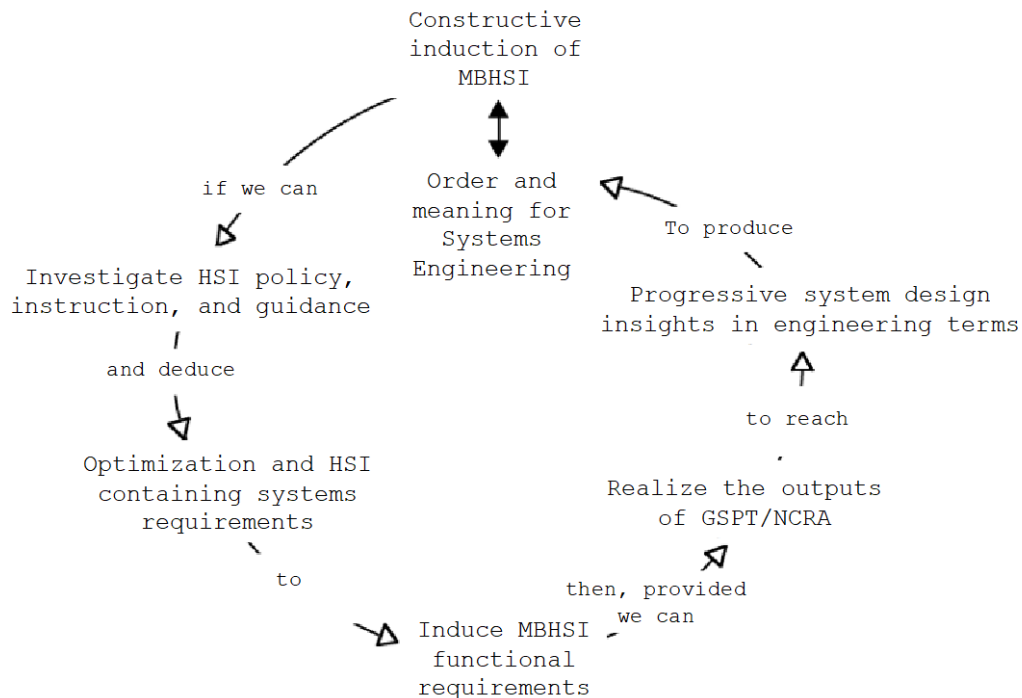 Constructive
induction of
MBHSI
if we can
Investigate HSI policy,
instruction, and guidance
and deduce
Optimization and HSI
containing systems
requirements
to
Induce MBHSI
functional
requirements
then, provided
we can
Realize the outputs
of GSPT/NCRA
to reach
Progressive system design
insights in engineering terms
To produce
Order and
meaning for
Systems
Engineering